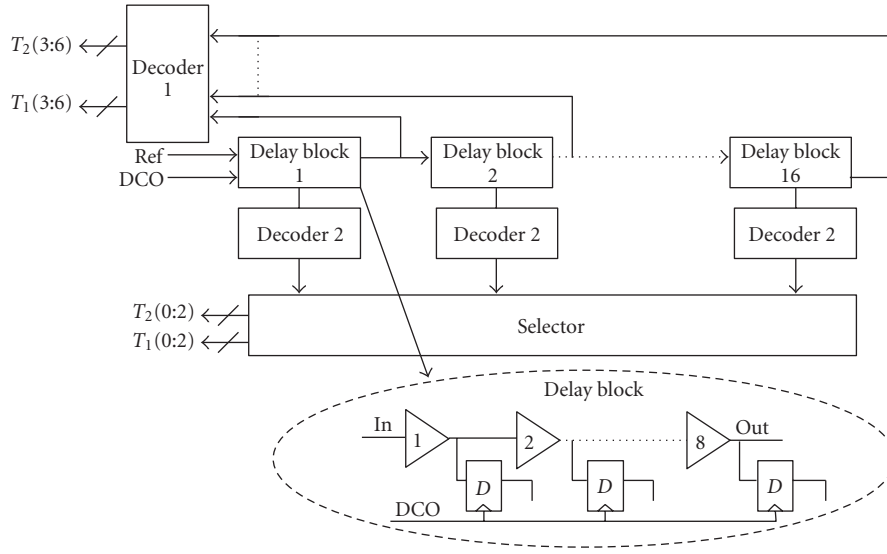 T₂(3:6)
T₁(3:6)
Decoder
1
Ref
DCO
Delay block
1
Delay block
2
Delay block
16
Decoder 2
Decoder 2
Decoder 2
T₂(0:2)
T₁(0:2)
Selector
Delay block
In
1
2
8
Out
D
D
D
DCO